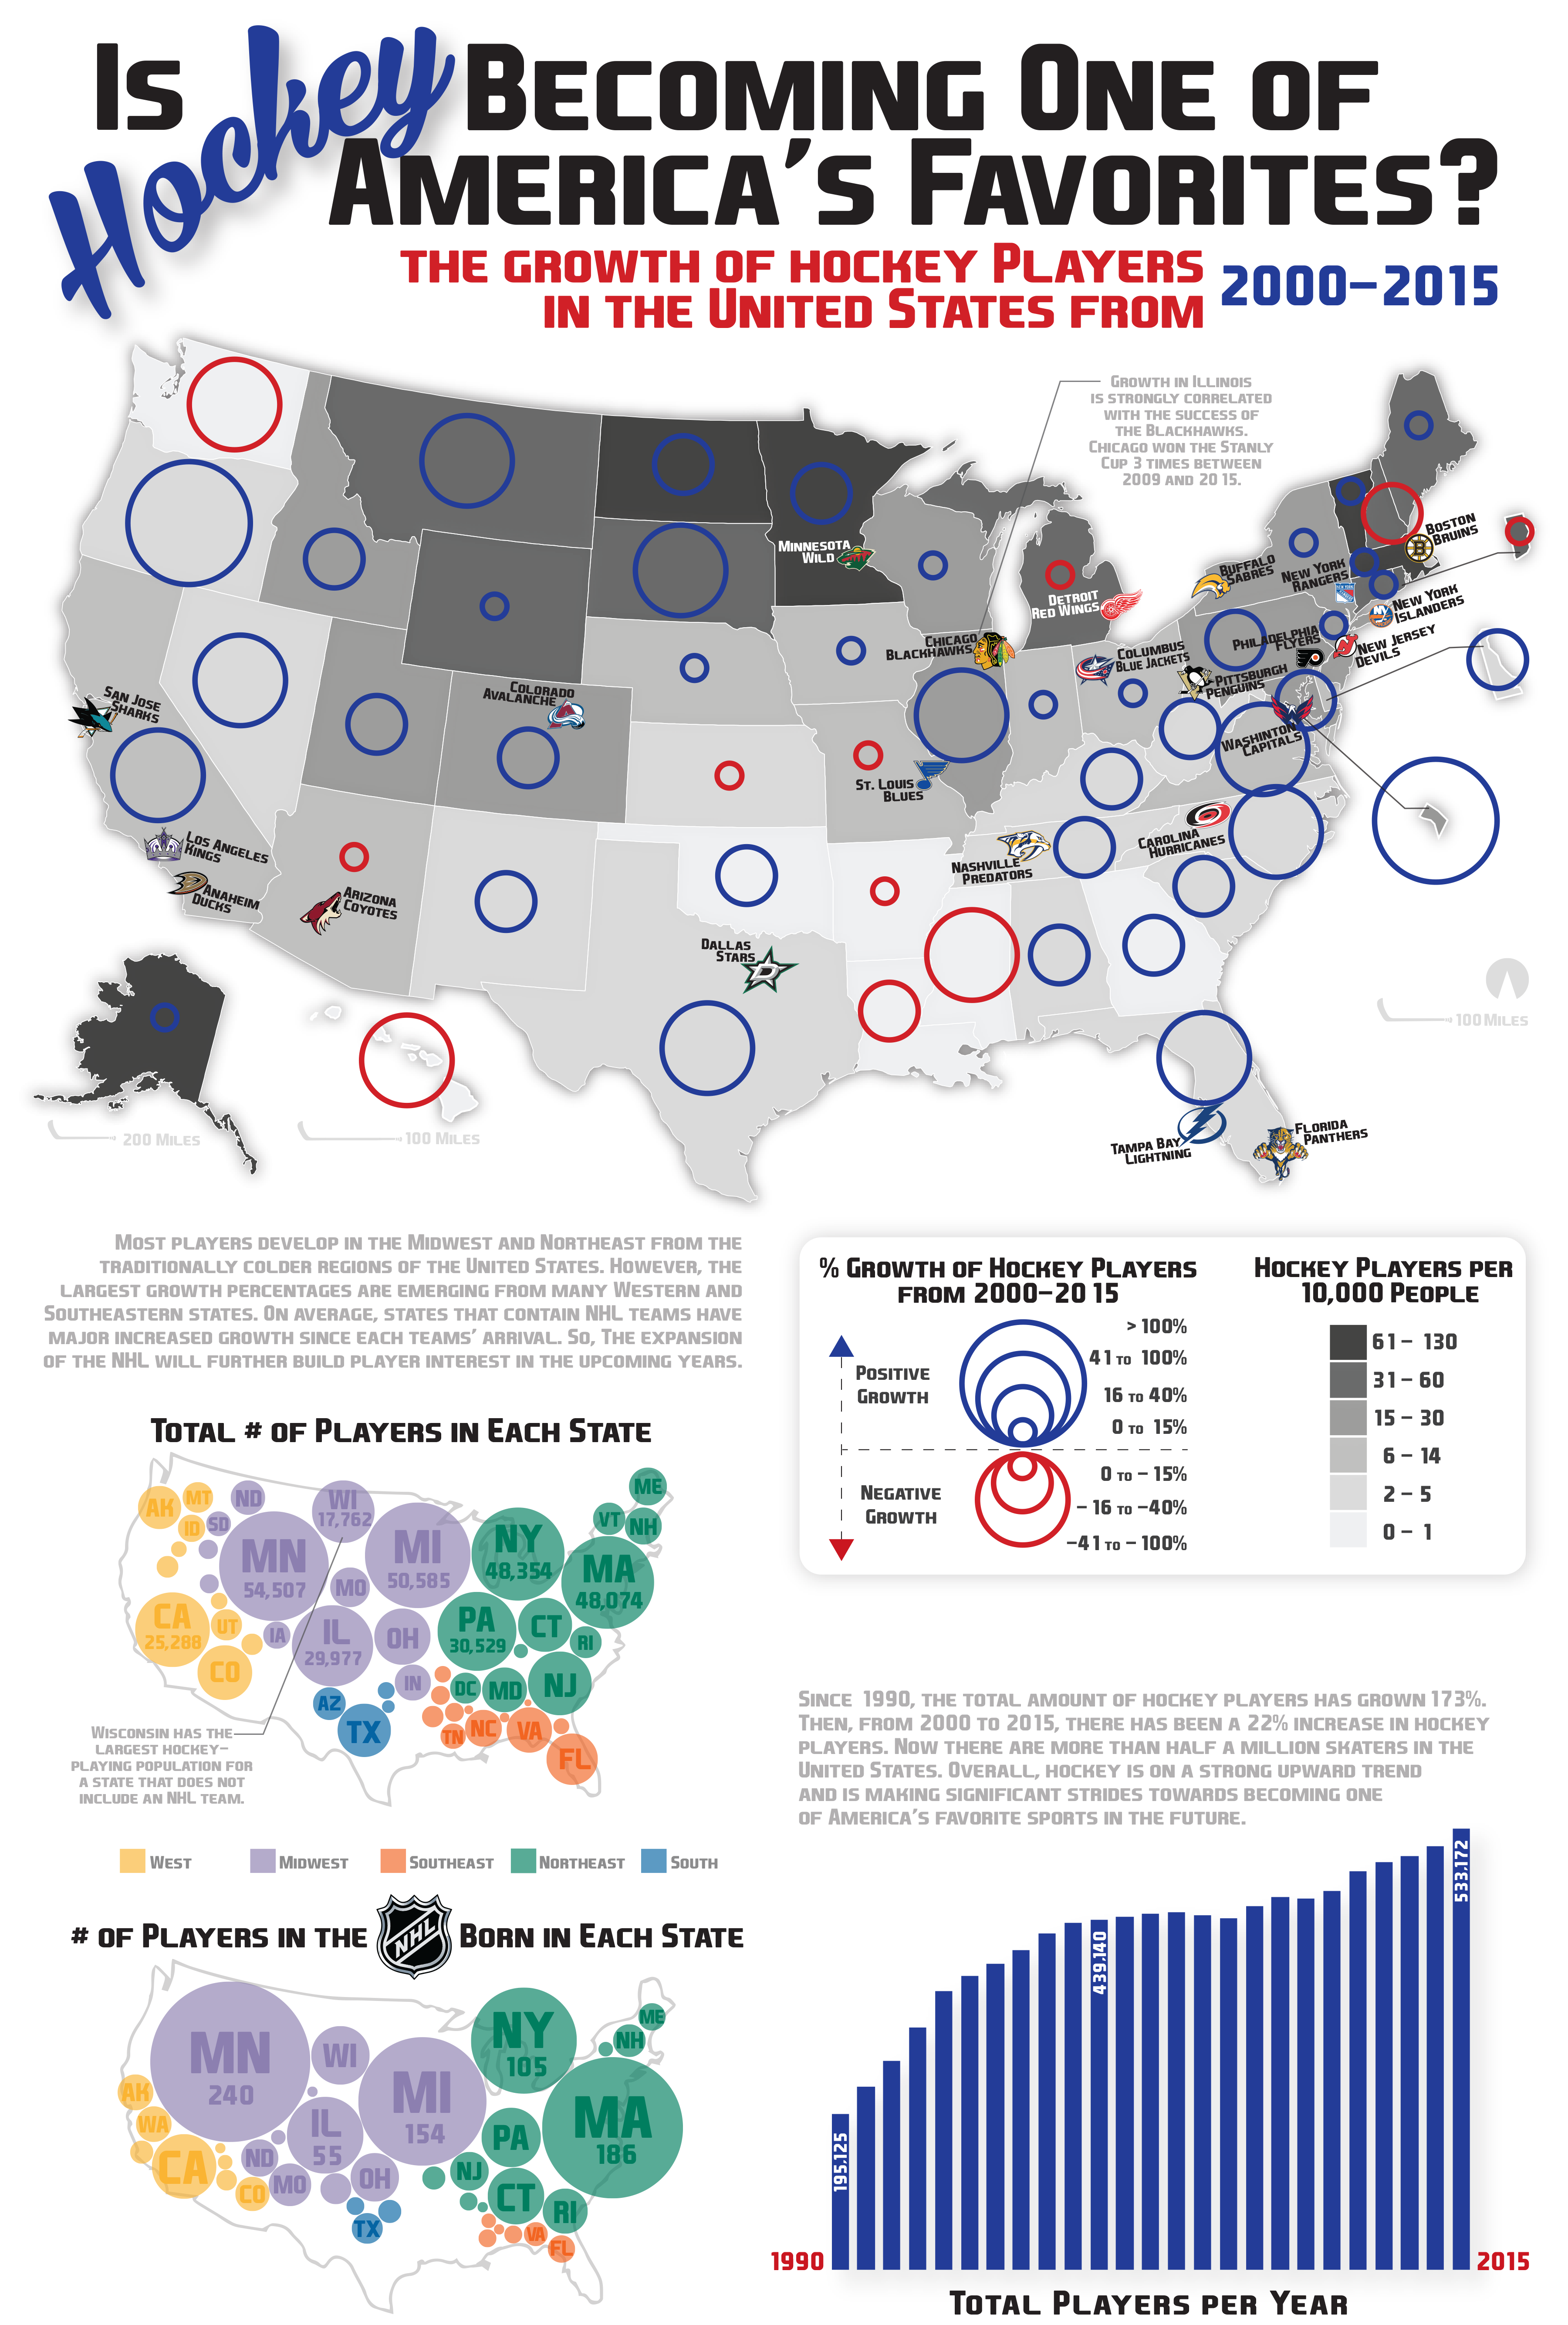 Is Hockey Becoming One of
America's Favorites?
the growth of hockey Players
in the United States from
2000–2015
Growth in Illinois
is strongly correlated
with the success of
the Blackhawks.
Chicago won the Stanly
Cup 3 times between
2009 and 2015.
Minnesota
Wild
Detroit
Red Wings
Buffalo
Sabres
New York
Rangers
Boston
Bruins
New York
Islanders
New Jersey
Devils
Philadelphia
Flyers
Pittsburgh
Penguins
Columbus
Blue Jackets
Chicago
Blackhawks
Washinton
Capitals
San Jose
Sharks
Colorado
Avalanche
St. Louis
Blues
Los Angeles
Kings
Anaheim
Ducks
Arizona
Coyotes
Nashville
Predators
Carolina
Hurricanes
Dallas
Stars
D
B
NEW YORK
NY
Tampa Bay
Lightning
Florida
Panthers
200 Miles
100 Miles
100 Miles
Most players develop in the Midwest and Northeast from the
traditionally colder regions of the United States. However, the
largest growth percentages are emerging from many Western and
Southeastern states. On average, states that contain NHL teams have
major increased growth since each teams' arrival. So, The expansion
of the NHL will further build player interest in the upcoming years.
% Growth of Hockey Players
from 2000–2015
> 100%
41 to 100%
16 to 40%
0 to 15%
0 to – 15%
– 16 to –40%
–41 to – 100%
Positive
Growth
Negative
Growth
Hockey Players per
10,000 People
61 – 130
31 – 60
15 – 30
6 – 14
2 – 5
0 – 1
Total # of Players in Each State
AK
MT
ND
WI
17,762
ME
ID
SD
MN
54,507
MI
50,585
NY
48,354
VT
NH
MA
48,074
MO
CA
25,288
UT
IA
IL
29,977
OH
PA
30,529
CT
RI
CO
IN
DC
MD
NJ
AZ
TX
TN
NC
VA
FL
Wisconsin has the
largest hockey–
playing population for
a state that does not
include an NHL team.
West
Midwest
Southeast
Northeast
South
# of Players in the NHL Born in Each State
MN
240
WI
NY
105
ME
NH
MI
154
MA
186
AK
WA
IL
55
PA
CA
ND
MO
OH
NJ
CO
CT
RI
TX
VA
FL
Since 1990, the total amount of hockey players has grown 173%.
Then, from 2000 to 2015, there has been a 22% increase in hockey
players. Now there are more than half a million skaters in the
United States. Overall, hockey is on a strong upward trend
and is making significant strides towards becoming one
of America's favorite sports in the future.
195,125
439,140
533,172
1990
2015
Total Players per Year